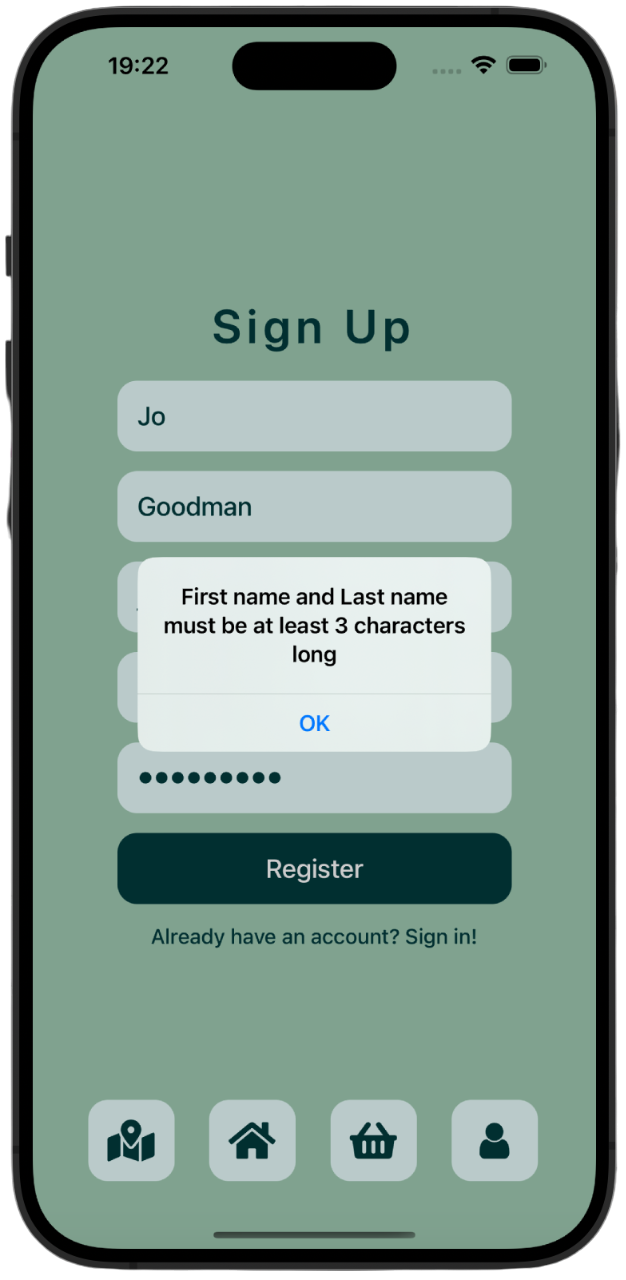 19:22
Sign Up
Jo
Goodman
First name and Last name
must be at least 3 characters
long
OK
•••••••••
Register
Already have an account? Sign in!